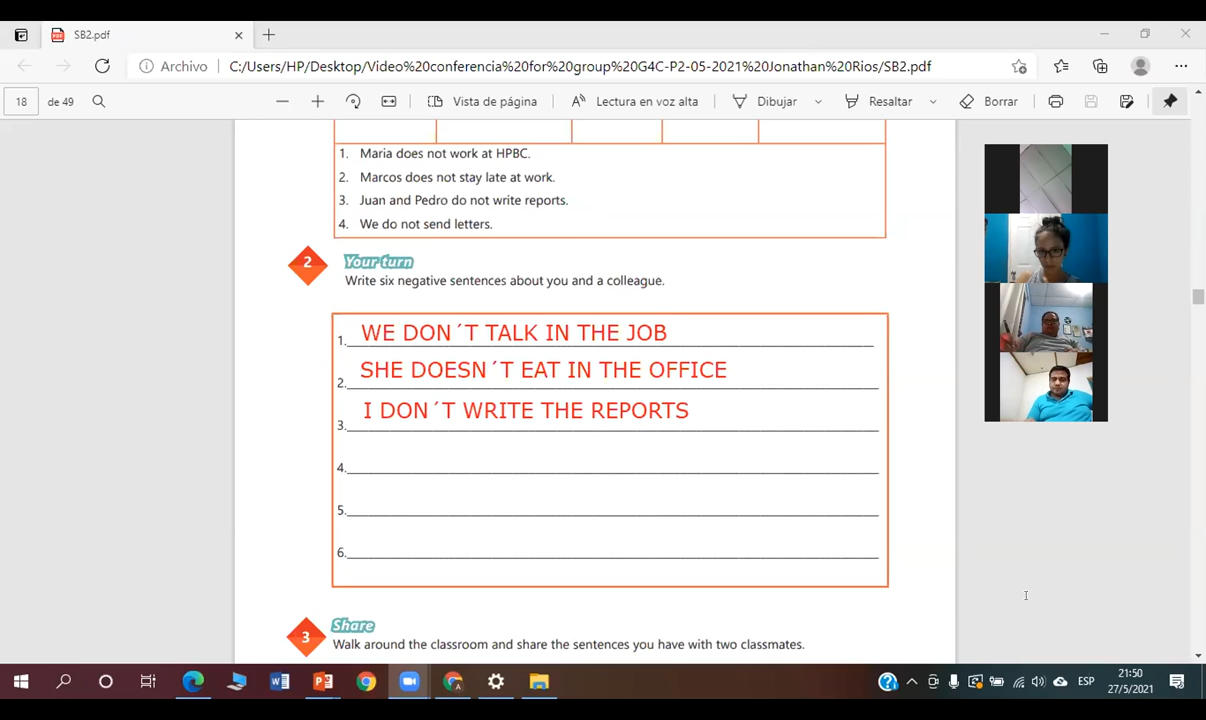 SB2.pdf
Archivo
C:/Users/HP/Desktop/Video%20conferencia%20for%20group%20G4C-P2-05-2021%20Jonathan%20Rios/SB2.pdf
18
de 49
Vista de página
Lectura en voz alta
Dibujar
Resaltar
Borrar
1. Maria does not work at HPBC.
2. Marcos does not stay late at work.
3. Juan and Pedro do not write reports.
4. We do not send letters.
2
Your turn
Write six negative sentences about you and a colleague.
1. WE DON´T TALK IN THE JOB
2. SHE DOESN´T EAT IN THE OFFICE
3. I DON´T WRITE THE REPORTS
4.
5.
6.
3
Share
Walk around the classroom and share the sentences you have with two classmates.
ESP
21:50
27/5/2021